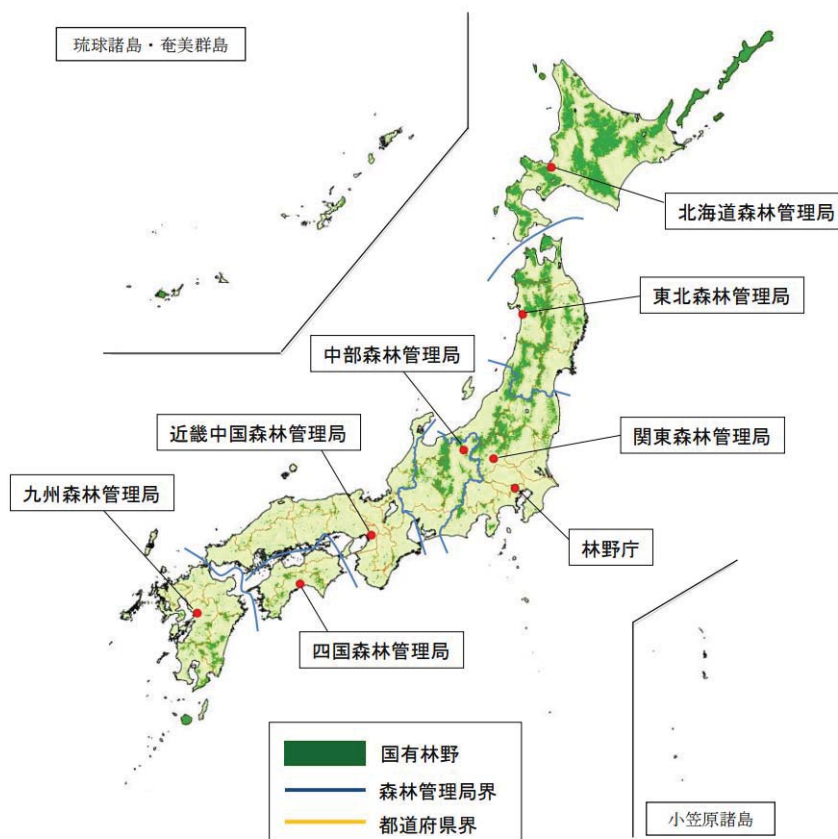 琉球諸島・奄美群島
北海道森林管理局
東北森林管理局
中部森林管理局
近畿中国森林管理局
関東森林管理局
九州森林管理局
林野庁
四国森林管理局
国有林野
森林管理局界
都道府県界
小笠原諸島